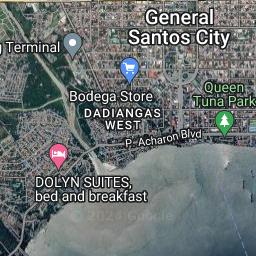 General
Santos City
g Terminal
Bodega Store
Queen
Tuna Park
DADIANGAS
WEST
P. Acharon Blvd
DOLYN SUITES,
bed and breakfast
© 2024 Google